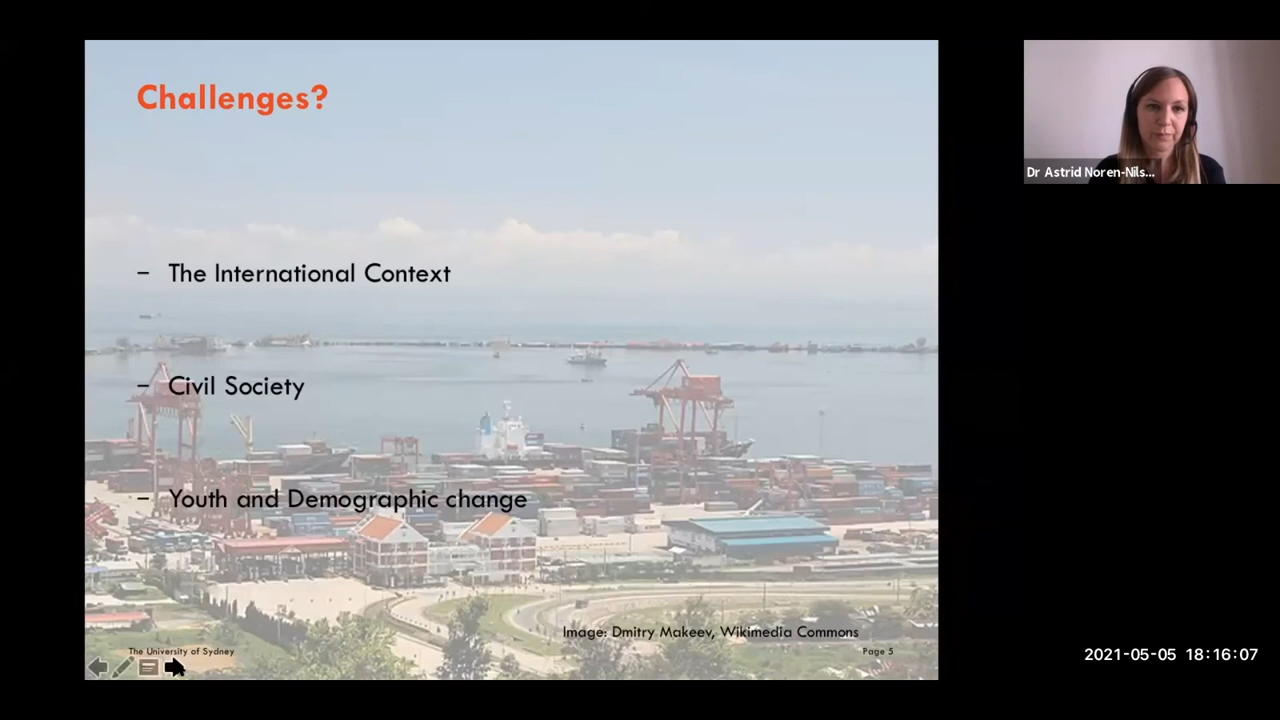 Challenges?
– The International Context
– Civil Society
– Youth and Demographic change
Image: Dmitry Makeev, Wikimedia Commons
The University of Sydney
Page 5
Dr Astrid Noren-Nils...
2021-05-05 18:16:07